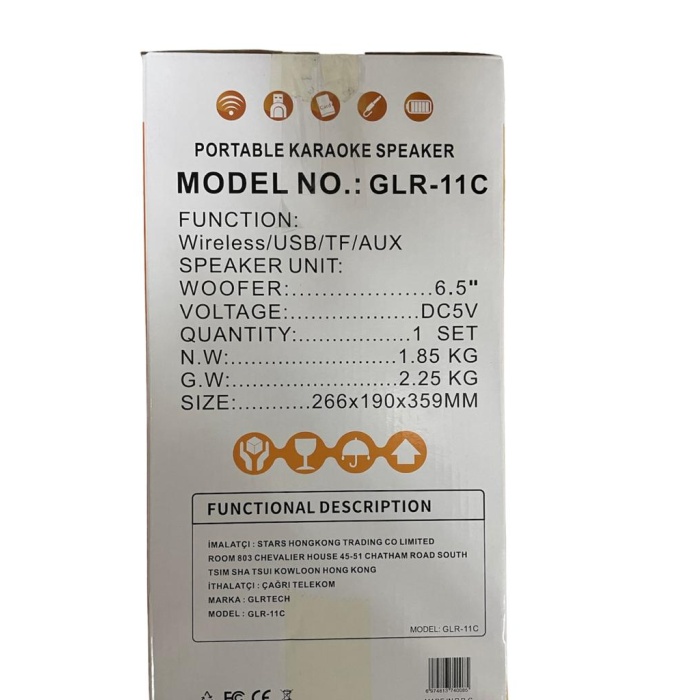 PORTABLE KARAOKE SPEAKER
MODEL NO.: GLR-11C
FUNCTION:
Wireless/USB/TF/AUX
SPEAKER UNIT:
WOOFER:...................6.5"
VOLTAGE:.................DC5V
QUANTITY:...............1 SET
N.W:......................1.85 KG
G.W:......................2.25 KG
SIZE:..........266x190x359MM
FUNCTIONAL DESCRIPTION
İMALATÇI : STARS HONGKONG TRADING CO LIMITED
ROOM 803 CHEVALIER HOUSE 45-51 CHATHAM ROAD SOUTH
TSIM SHA TSUI KOWLOON HONG KONG
İTHALATÇI : ÇAĞRI TELEKOM
MARKA : GLRTECH
MODEL : GLR-11C
MODEL: GLR-11C
FC CE